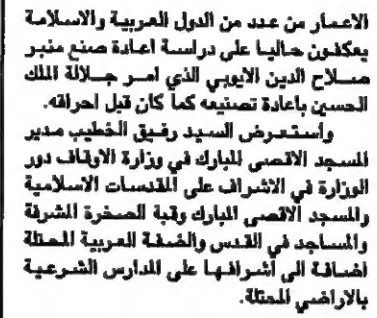 الاعمار من عدد من الدول العربية والاسلامة
يعكفون حاليا على دراسة اعادة صنع منبر
صلاح الدين الايوبي الذي امر جلالة الملك
الحسين باعادة تصنيعه كما كان قبل احراقه.
واستعرض السيد رفيق الخطيب مدير
المسجد الاقصى المبارك في وزارة الاوقاف دور
الوزارة في الاشراف على المقدسات الاسلامية
والمسجد الاقصى المبارك وقبة الصخرة المشرفة
والمساجد في القدس والضفة العربية المحتلة
اضافة الى اشرافها على المدارس الشرعية
بالاراضي المحتلة.